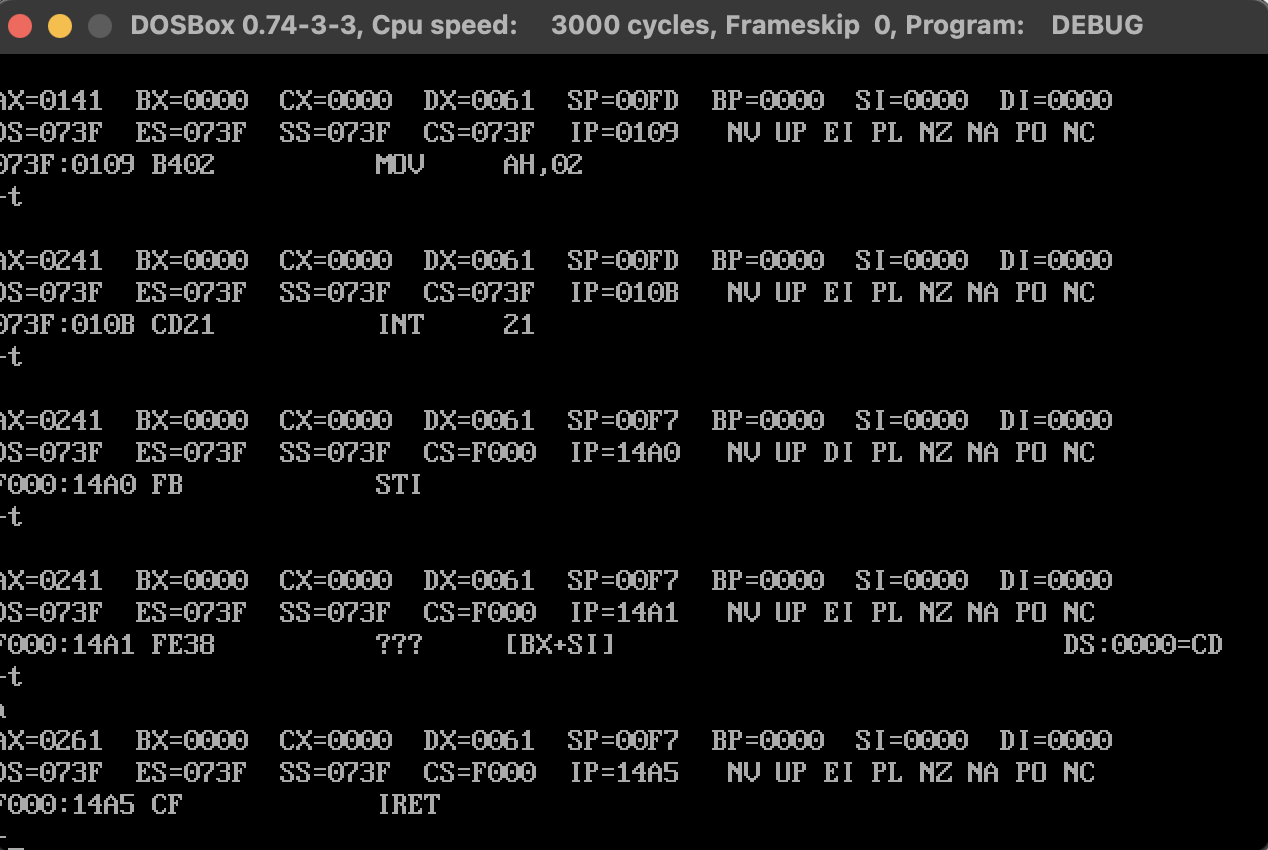 DOSBox 0.74-3-3, Cpu speed: 3000 cycles, Frameskip 0, Program: DEBUG
AX=0141 BX=0000 CX=0000 DX=0061 SP=00FD BP=0000 SI=0000 DI=0000
DS=073F ES=073F SS=073F CS=073F IP=0109 NV UP EI PL NZ NA PO NC
073F:0109 B402 MOV AH,02
-t
AX=0241 BX=0000 CX=0000 DX=0061 SP=00FD BP=0000 SI=0000 DI=0000
DS=073F ES=073F SS=073F CS=073F IP=010B NV UP EI PL NZ NA PO NC
073F:010B CD21 INT 21
-t
AX=0241 BX=0000 CX=0000 DX=0061 SP=00F7 BP=0000 SI=0000 DI=0000
DS=073F ES=073F SS=073F CS=F000 IP=14A0 NV UP DI PL NZ NA PO NC
F000:14A0 FB STI
-t
AX=0241 BX=0000 CX=0000 DX=0061 SP=00F7 BP=0000 SI=0000 DI=0000
DS=073F ES=073F SS=073F CS=F000 IP=14A1 NV UP EI PL NZ NA PO NC
F000:14A1 FE38 ??? [BX+SI] DS:0000=CD
-t
a
AX=0261 BX=0000 CX=0000 DX=0061 SP=00F7 BP=0000 SI=0000 DI=0000
DS=073F ES=073F SS=073F CS=F000 IP=14A5 NV UP EI PL NZ NA PO NC
F000:14A5 CF IRET
-